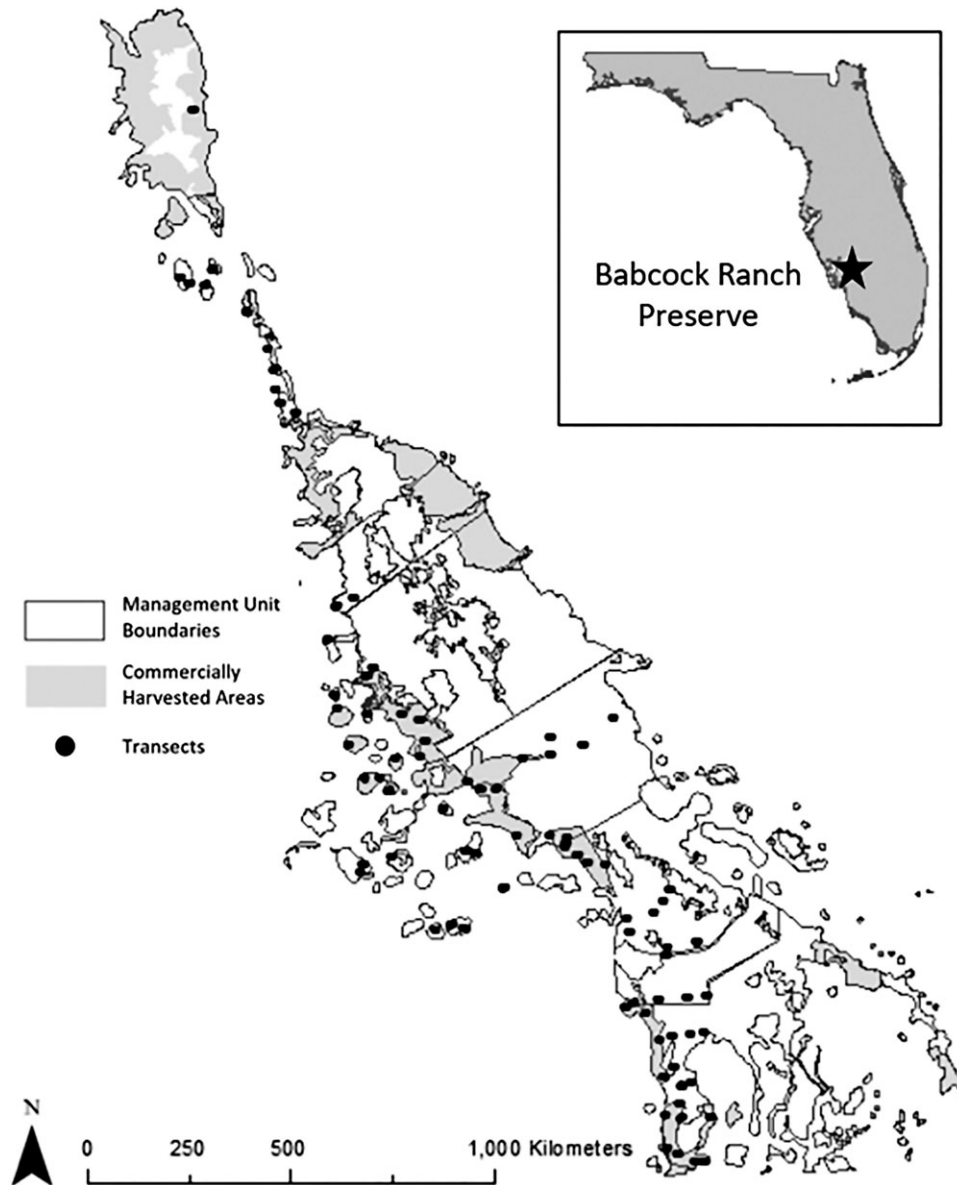 Babcock Ranch
Preserve
Management Unit
Boundaries
Commercially
Harvested Areas
Transects
N
0 250 500 1,000 Kilometers